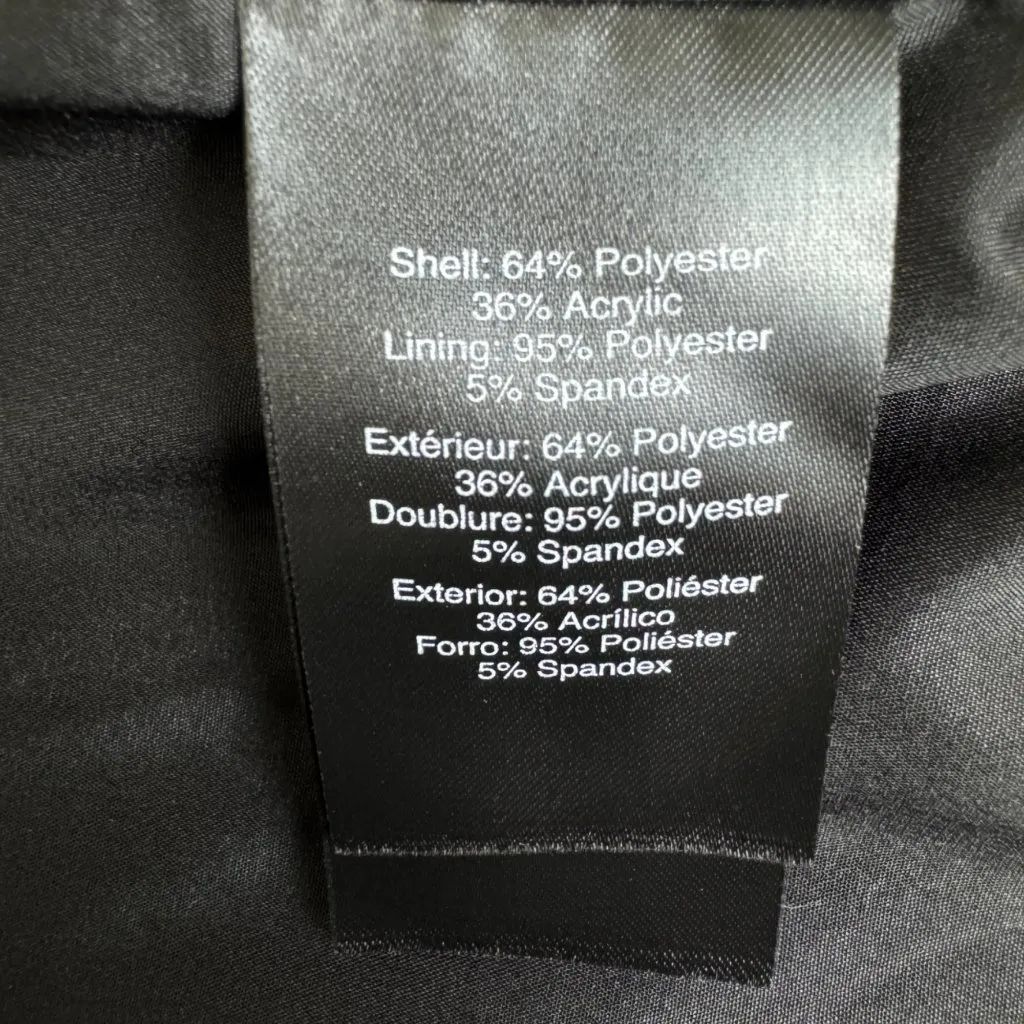 Shell: 64% Polyester
36% Acrylic
Lining: 95% Polyester
5% Spandex
Extérieur: 64% Polyester
36% Acrylique
Doublure: 95% Polyester
5% Spandex
Exterior: 64% Poliéster
36% Acrílico
Forro: 95% Poliéster
5% Spandex